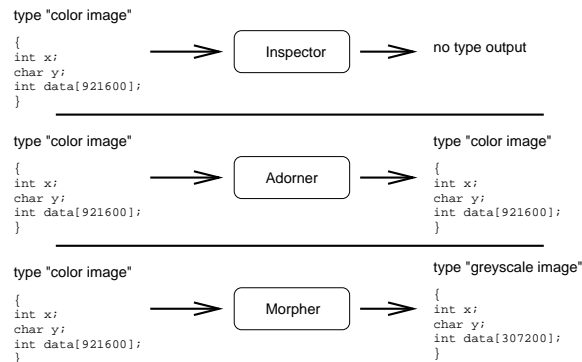 type "color image"
{
int x;
char y;
int data[921600];
}
Inspector
no type output
type "color image"
{
int x;
char y;
int data[921600];
}
Adorner
type "color image"
{
int x;
char y;
int data[921600];
}
type "color image"
{
int x;
char y;
int data[921600];
}
Morpher
type "greyscale image"
{
int x;
char y;
int data[307200];
}